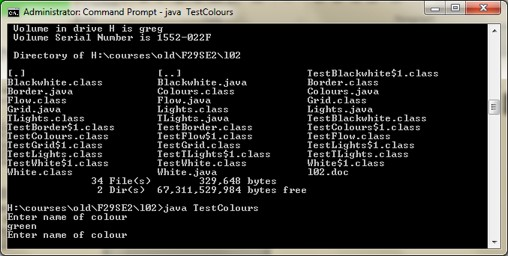 Administrator: Command Prompt - java TestColours
Volume in drive H is greg
Volume Serial Number is 1552-022F
Directory of H:\courses\old\F29SE2\l02
[.] [..] TestBlackwhite$1.class
Blackwhite.class Blackwhite.java Border.class
Border.java Colours.class Colours.java
Flow.class Flow.java Grid.class
Grid.java Lights.class Lights.java
TLights.class TLights.java TestBlackwhite.class
TestBorder$1.class TestBorder.class TestColours$1.class
TestColours.class TestFlow$1.class TestFlow.class
TestGrid$1.class TestGrid.class TestLights$1.class
TestLights.class TestTLights$1.class TestTLights.class
TestWhite$1.class TestWhite.class White$1.class
White.class White.java l02.doc
34 File(s) 329,648 bytes
2 Dir(s) 67,311,529,984 bytes free
H:\courses\old\F29SE2\l02>java TestColours
Enter name of colour
green
Enter name of colour